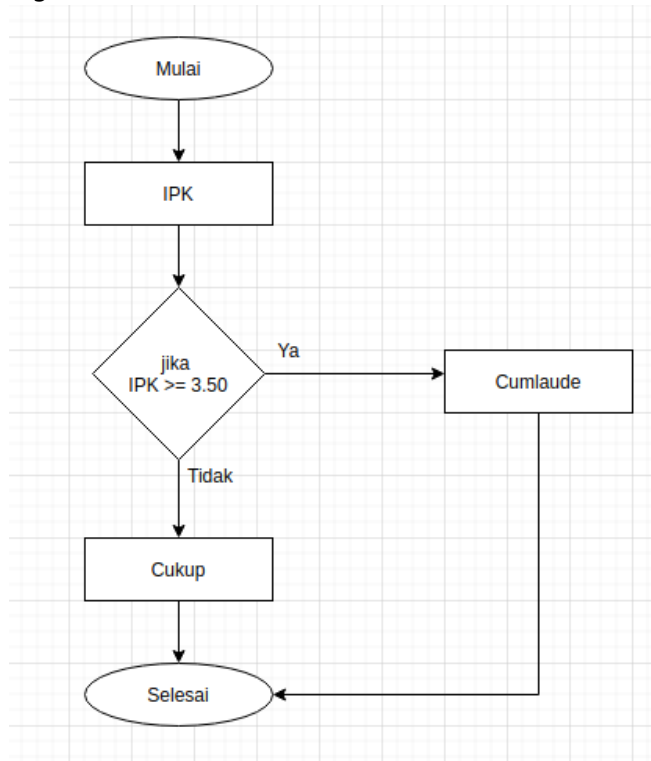 Mulai
IPK
jika
IPK >= 3.50
Ya
Cumlaude
Tidak
Cukup
Selesai